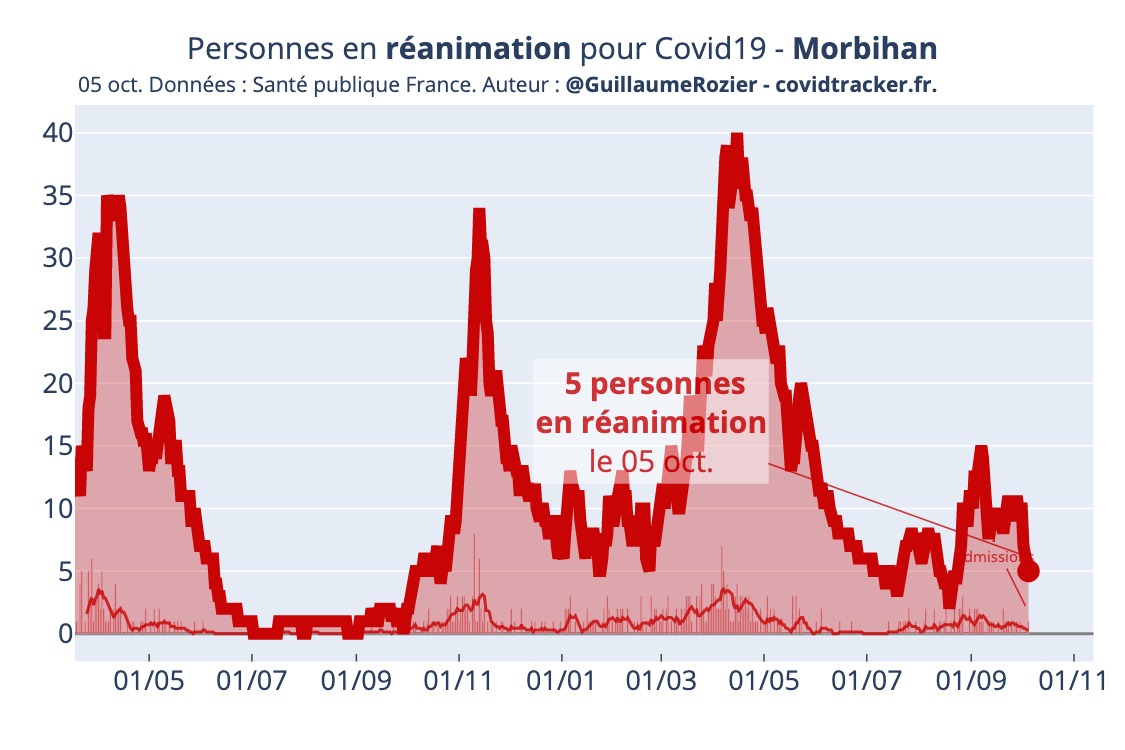 Personnes en réanimation pour Covid19 - Morbihan
05 oct. Données : Santé publique France. Auteur : @GuillaumeRozier - covidtracker.fr.
40
35
30
25
20
15
10
5
0
5 personnes
en réanimation
le 05 oct.
dmissions
01/05 01/07 01/09 01/11 01/01 01/03 01/05 01/07 01/09 01/11